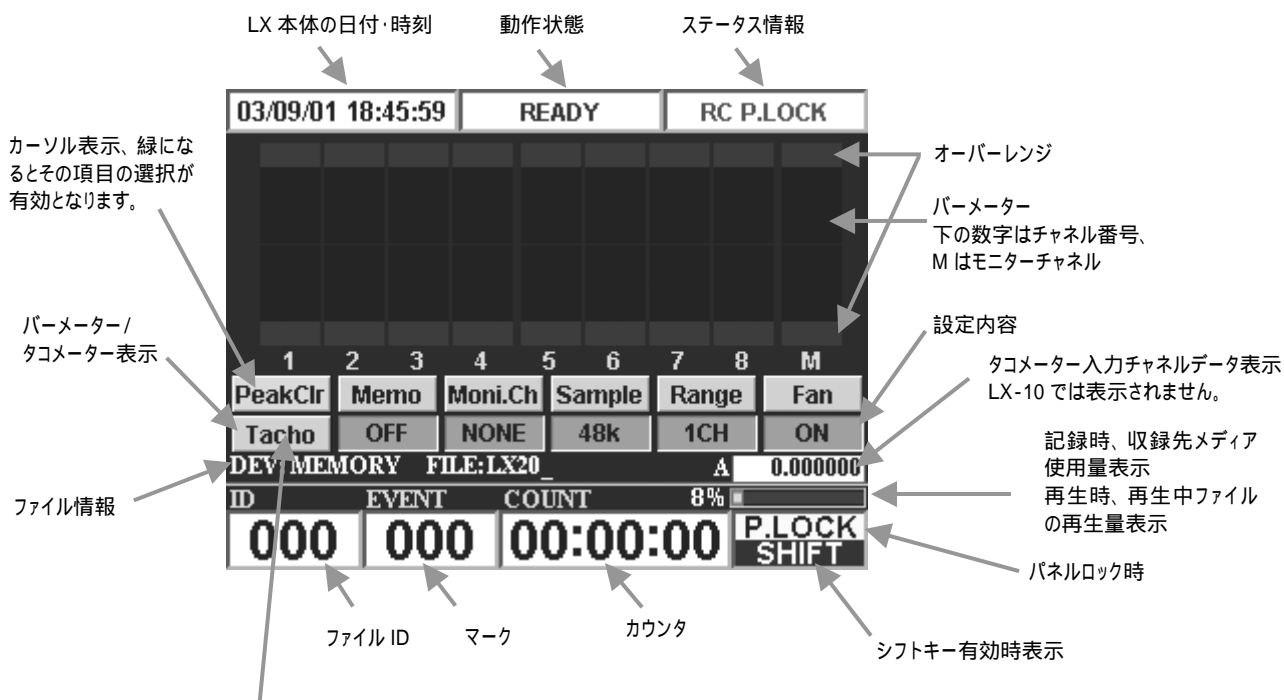 LX 本体の日付･時刻
動作状態
ステータス情報
03/09/01 18:45:59
READY
RC P.LOCK
カーソル表示、緑にな
るとその項目の選択が
有効となります。
オーバーレンジ
バーメーター
下の数字はチャネル番号、
M はモニターチャネル
バーメーター /
タコメーター表示
設定内容
タコメーター入力チャネルデータ表示
LX-10 では表示されません。
1 2 3 4 5 6 7 8 M
PeakClr Memo Moni.Ch Sample Range Fan
Tacho OFF NONE 48k 1CH ON
DEV:MEMORY FILE:LX20_ A 0.000000
記録時、収録先メディア
使用量表示
再生時、再生中ファイル
の再生量表示
ファイル情報
ID EVENT COUNT 8%
000 000 00:00:00 P.LOCK
SHIFT
パネルロック時
ファイル ID
マーク
カウンタ
シフトキー有効時表示